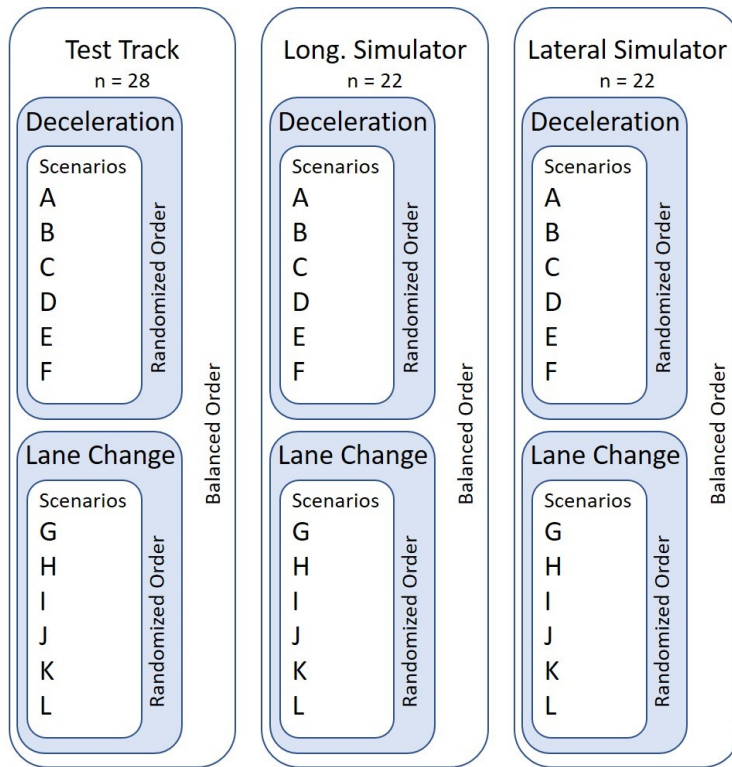 Test Track
n = 28
Deceleration
Scenarios
A
B
C
D
E
F
Randomized Order
Lane Change
Scenarios
G
H
I
J
K
L
Randomized Order
Balanced Order
Long. Simulator
n = 22
Deceleration
Scenarios
A
B
C
D
E
F
Randomized Order
Lane Change
Scenarios
G
H
I
J
K
L
Randomized Order
Balanced Order
Lateral Simulator
n = 22
Deceleration
Scenarios
A
B
C
D
E
F
Randomized Order
Lane Change
Scenarios
G
H
I
J
K
L
Randomized Order
Balanced Order